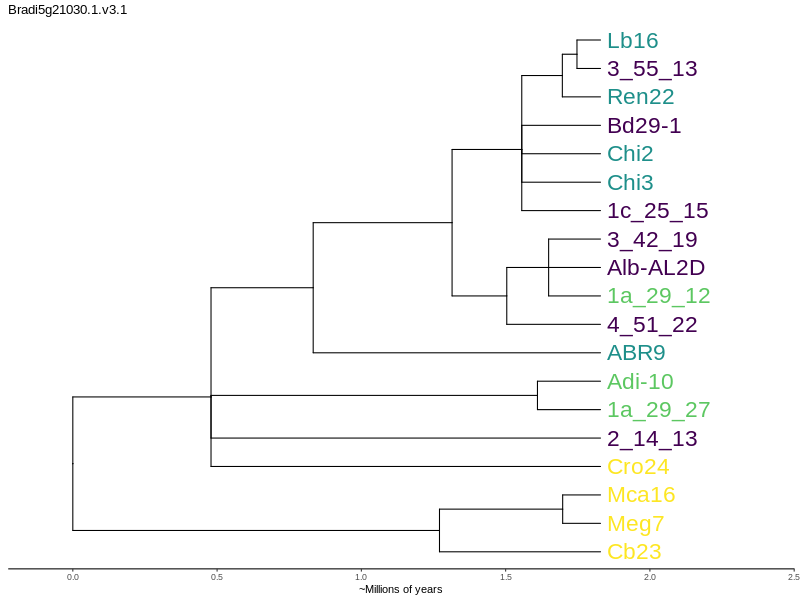 Bradi5g21030.1.v3.1
Lb16
3_55_13
Ren22
Bd29-1
Chi2
Chi3
1c_25_15
3_42_19
Alb-AL2D
1a_29_12
4_51_22
ABR9
Adi-10
1a_29_27
2_14_13
Cro24
Mca16
Meg7
Cb23
0.0 0.5 1.0 1.5 2.0 2.5
~Millions of years